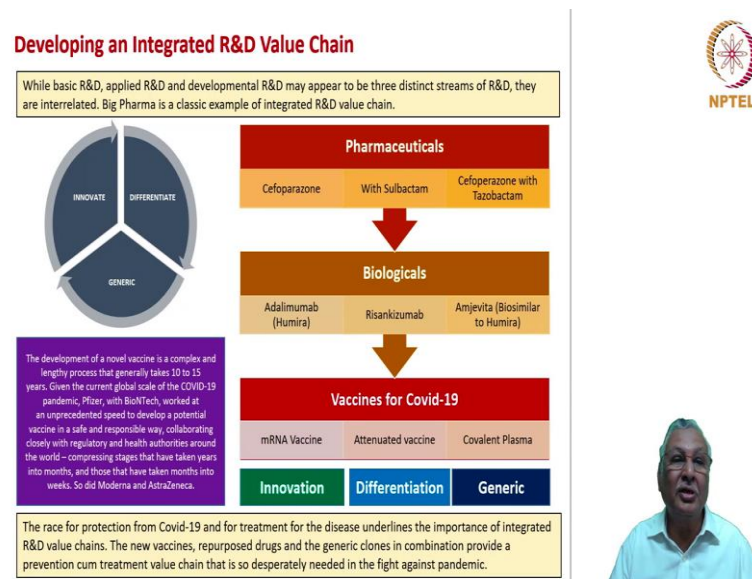 Developing an Integrated R&D Value Chain
NPTEL
While basic R&D, applied R&D and developmental R&D may appear to be three distinct streams of R&D, they
are interrelated. Big Pharma is a classic example of integrated R&D value chain.
INNOVATE
DIFFERENTIATE
GENERIC
Pharmaceuticals
Cefoparazone
With Sulbactam
Cefoperazone with
Tazobactam
Biologicals
Adalimumab
(Humira)
Risankizumab
Amjevita (Biosimilar
to Humira)
The development of a novel vaccine is a complex and
lengthy process that generally takes 10 to 15
years. Given the current global scale of the COVID-19
pandemic, Pfizer, with BioNTech, worked at
an unprecedented speed to develop a potential
vaccine in a safe and responsible way, collaborating
closely with regulatory and health authorities around
the world – compressing stages that have taken years
into months, and those that have taken months into
weeks. So did Moderna and AstraZeneca.
Vaccines for Covid-19
mRNA Vaccine
Attenuated vaccine
Covalent Plasma
Innovation
Differentiation
Generic
The race for protection from Covid-19 and for treatment for the disease underlines the importance of integrated
R&D value chains. The new vaccines, repurposed drugs and the generic clones in combination provide a
prevention cum treatment value chain that is so desperately needed in the fight against pandemic.